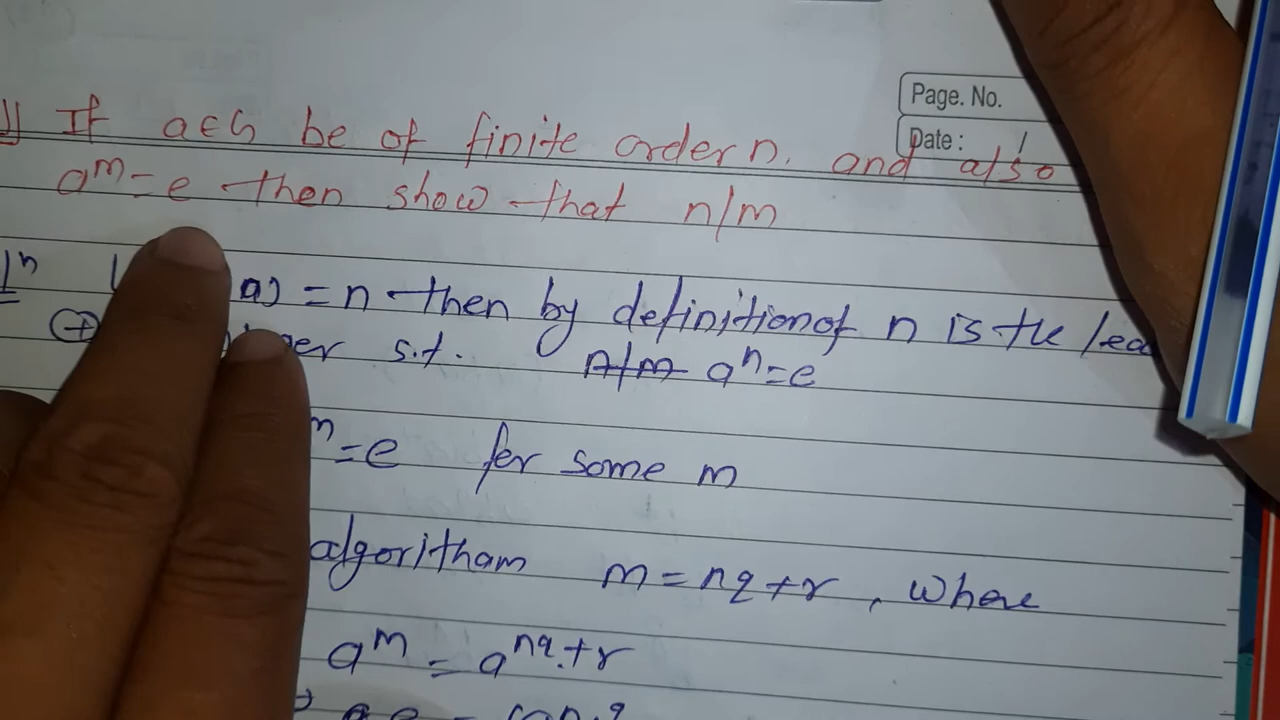 Page. No.
Date: /
1) If a∈G be of finite order n. and also
a^m = e then show that n/m
l^n (a) = n then by definition of n is the lea
(+) ger s.t. n/m a^n = e
^m = e for some m
algoritham m = nq + r , where
a^m = a^nq.+r